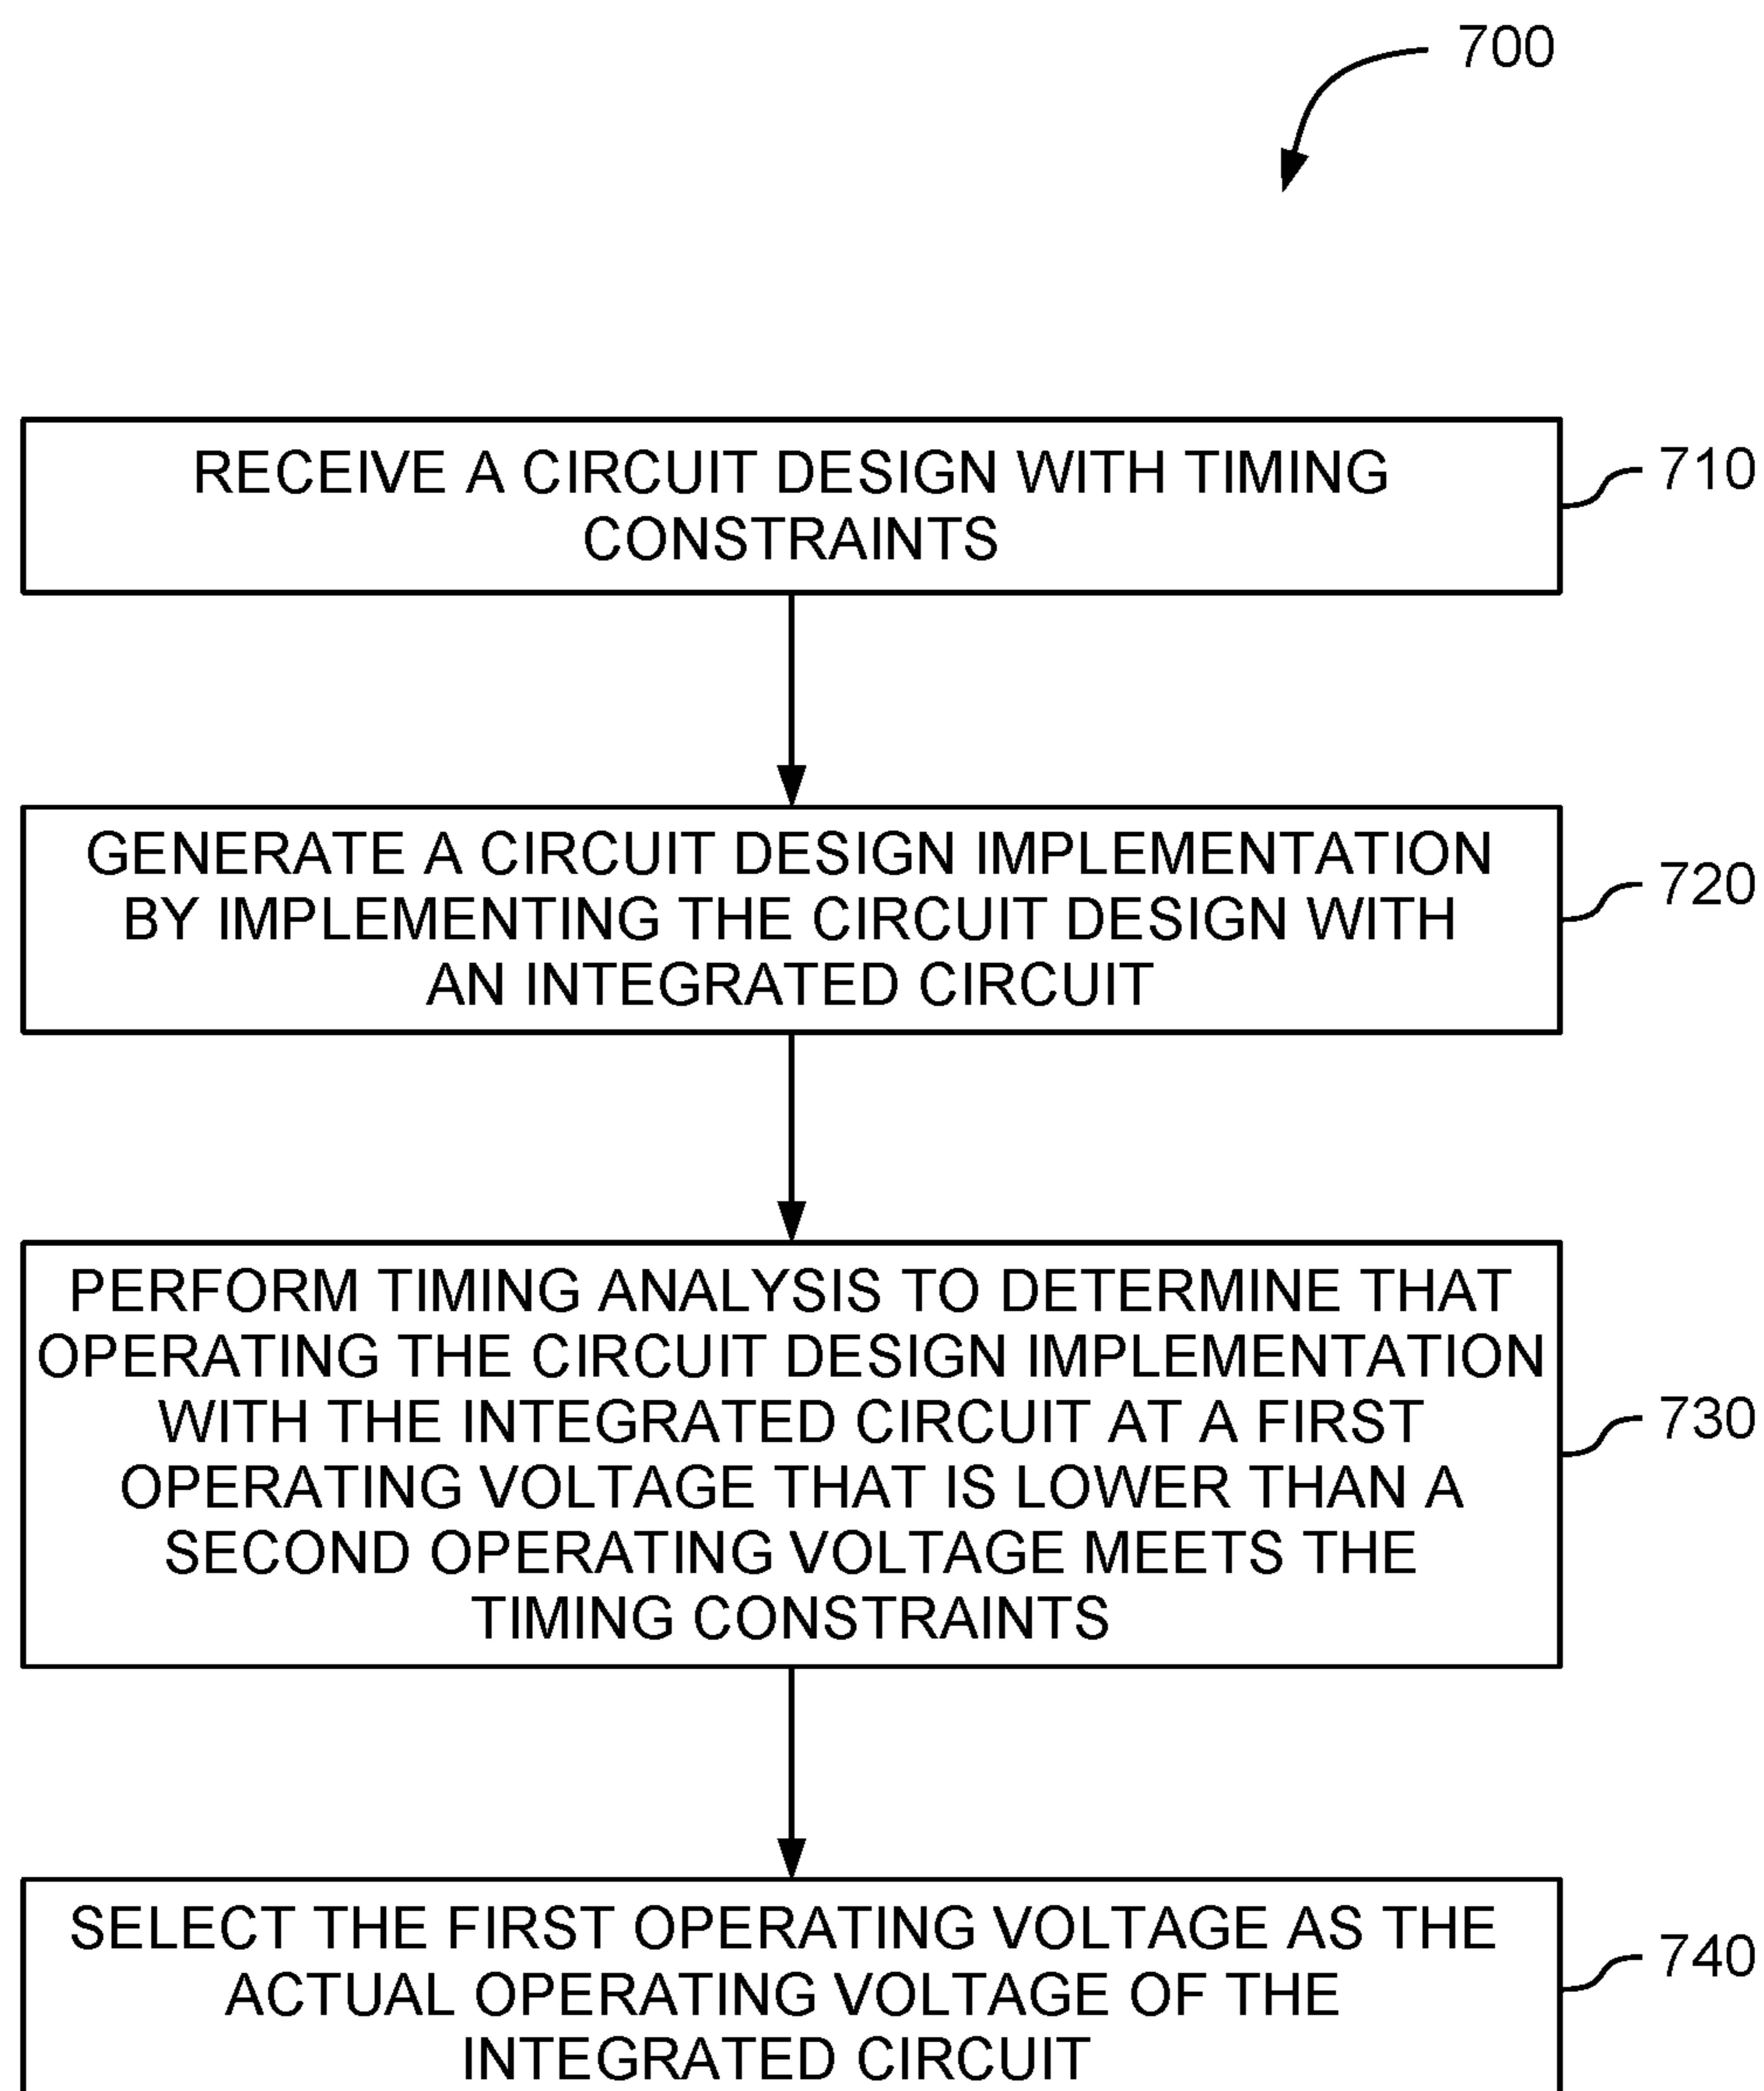 700
RECEIVE A CIRCUIT DESIGN WITH TIMING
CONSTRAINTS
710
GENERATE A CIRCUIT DESIGN IMPLEMENTATION
BY IMPLEMENTING THE CIRCUIT DESIGN WITH
AN INTEGRATED CIRCUIT
720
PERFORM TIMING ANALYSIS TO DETERMINE THAT
OPERATING THE CIRCUIT DESIGN IMPLEMENTATION
WITH THE INTEGRATED CIRCUIT AT A FIRST
OPERATING VOLTAGE THAT IS LOWER THAN A
SECOND OPERATING VOLTAGE MEETS THE
TIMING CONSTRAINTS
730
SELECT THE FIRST OPERATING VOLTAGE AS THE
ACTUAL OPERATING VOLTAGE OF THE
INTEGRATED CIRCUIT
740